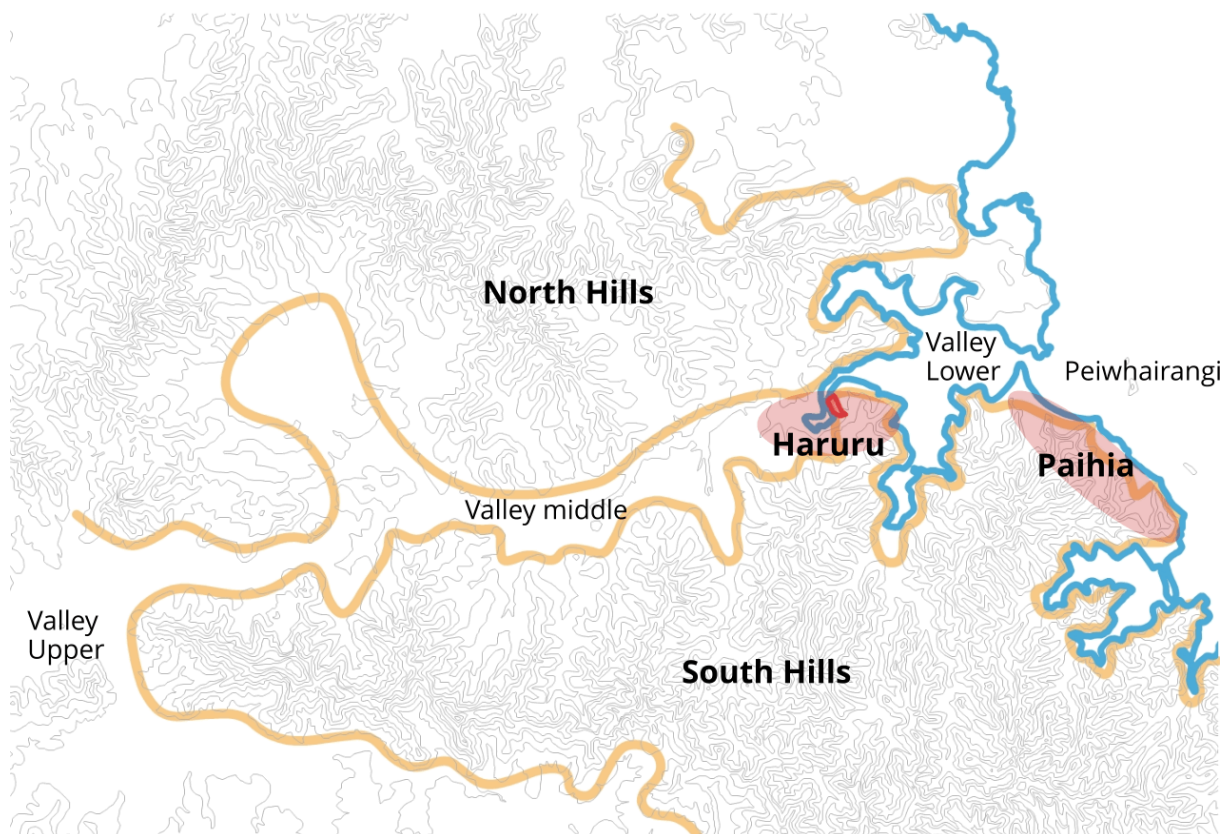 North Hills
Valley
Lower
Peiwhairangi
Haruru
Paihia
Valley middle
Valley
Upper
South Hills